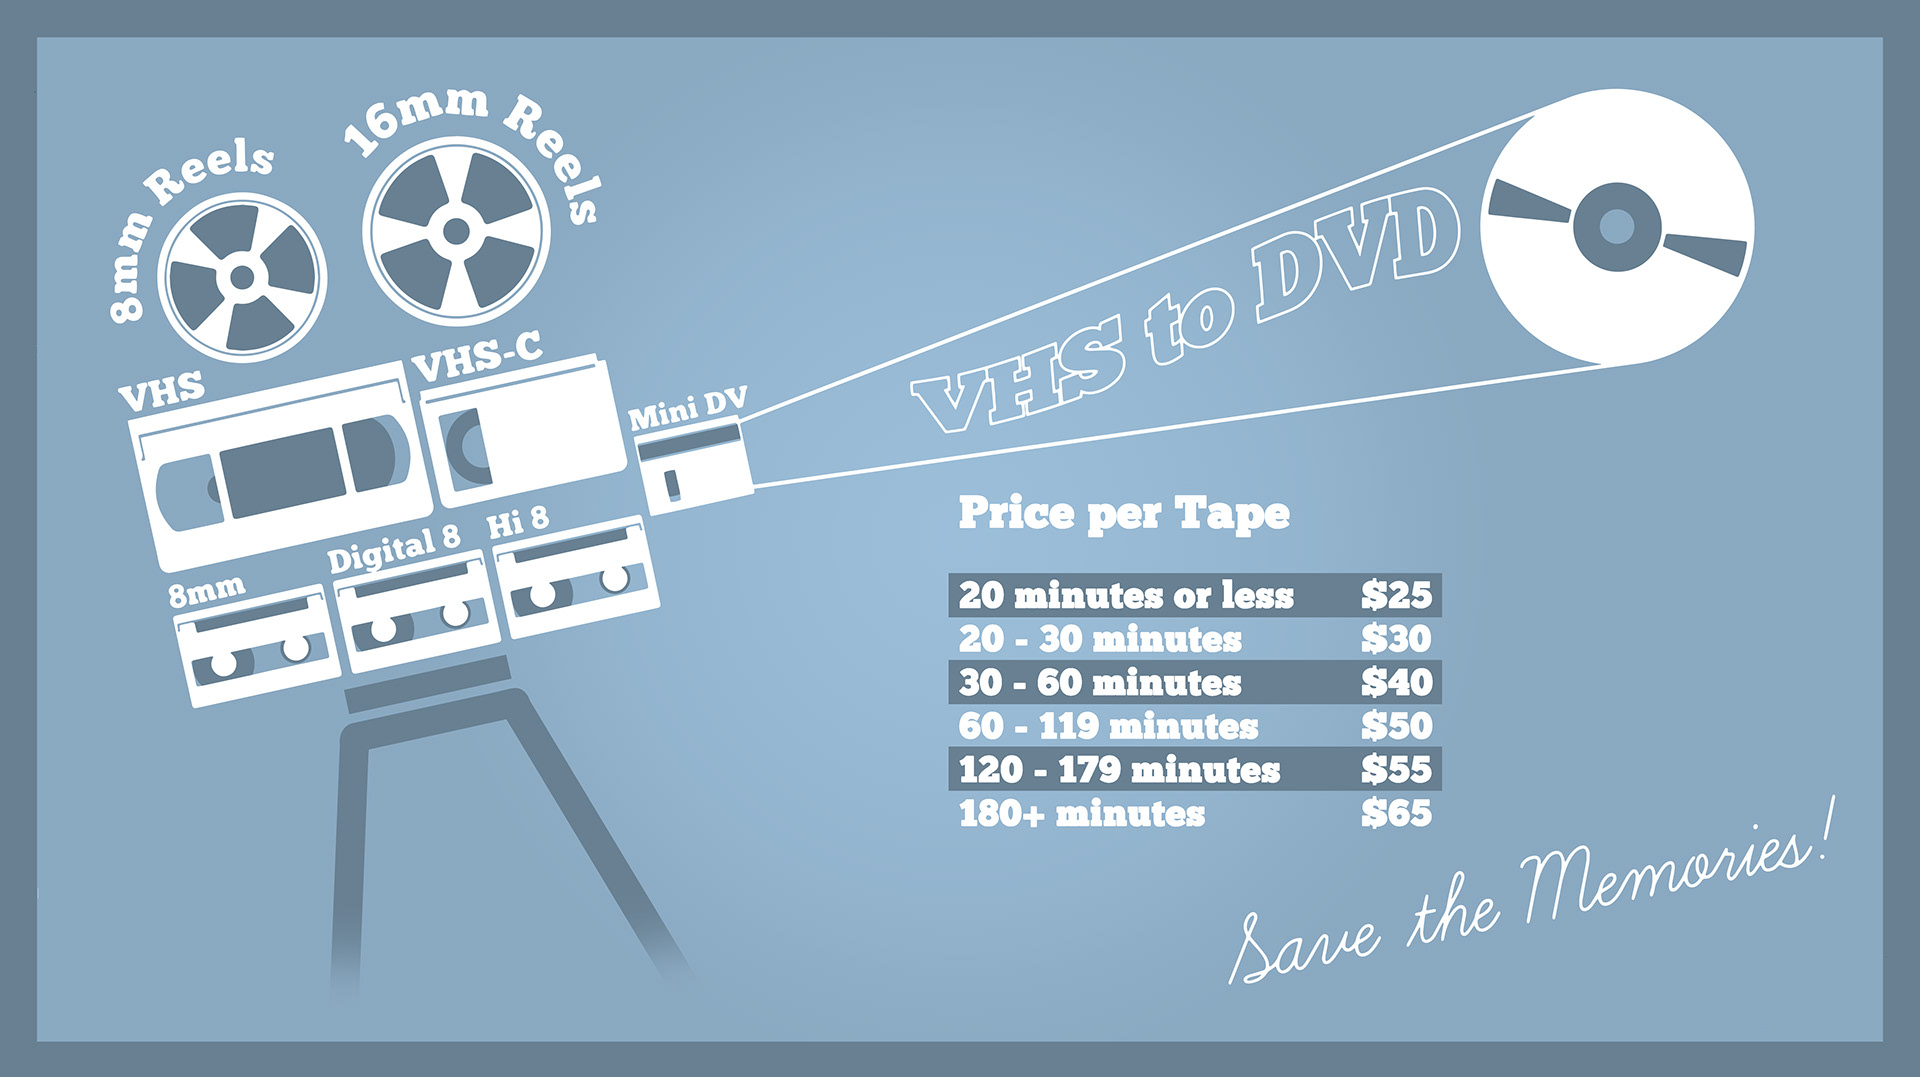 8mm Reels
16mm Reels
VHS
VHS-C
Mini DV
8mm
Digital 8
Hi 8
VHS to DVD
Price per Tape
20 minutes or less $25
20 - 30 minutes $30
30 - 60 minutes $40
60 - 119 minutes $50
120 - 179 minutes $55
180+ minutes $65
Save the Memories!